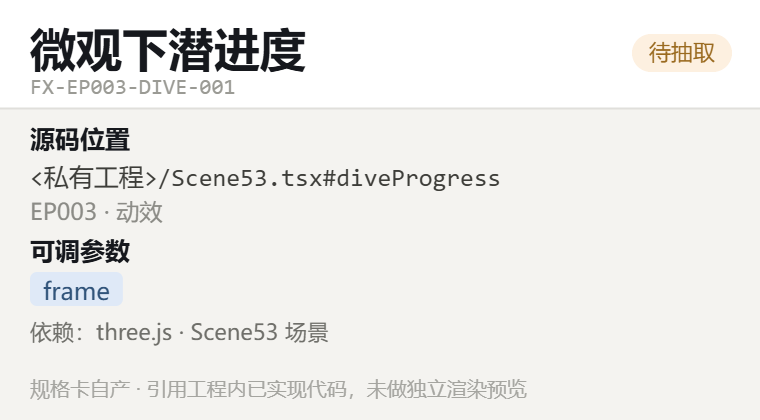 微观下潜进度
待抽取
FX-EP003-DIVE-001
源码位置
<私有工程>/Scene53.tsx#diveProgress
EP003 · 动效
可调参数
frame
依赖：three.js · Scene53 场景
规格卡自产 · 引用工程内已实现代码，未做独立渲染预览